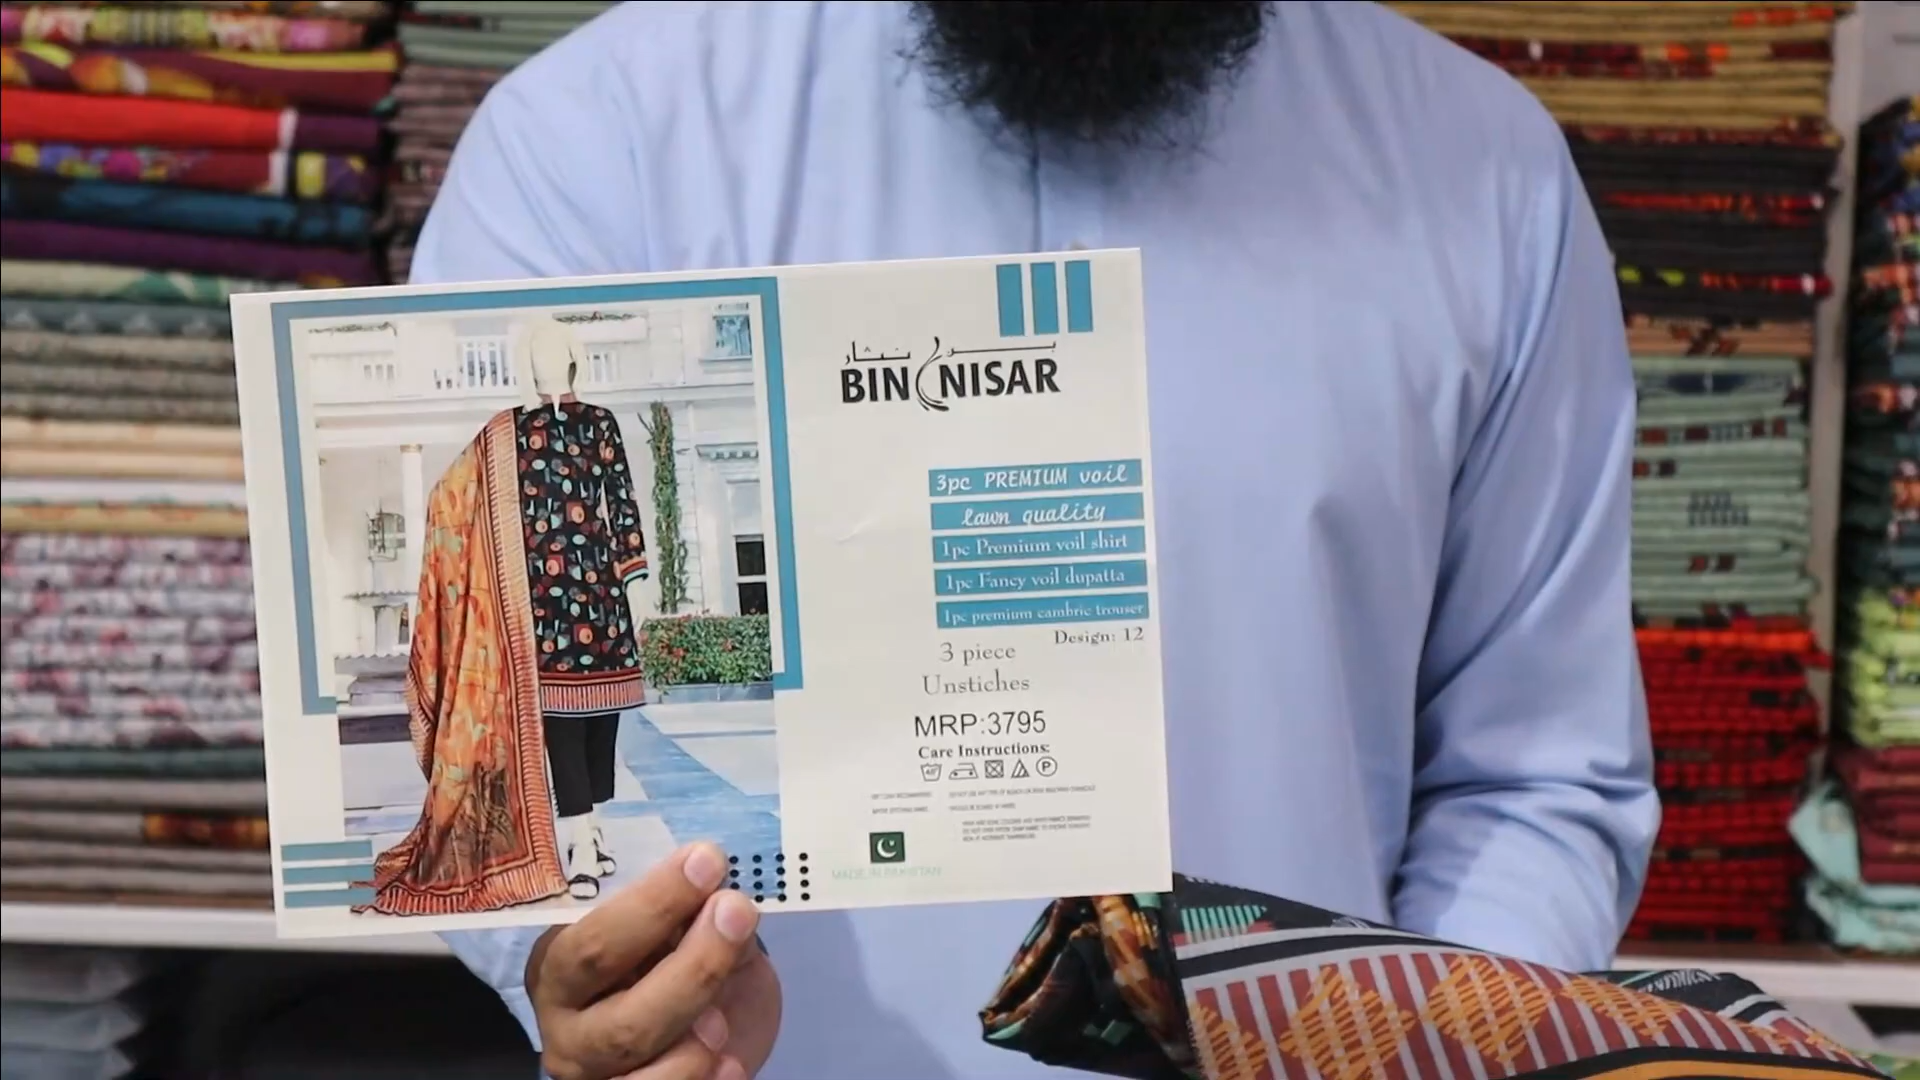 بن نثار
BIN NISAR
3pc PREMIUM voil
lawn quality
1pc Premium voil shirt
1pc Fancy voil dupatta
1pc premium cambric trouser
Design: 12
3 piece
Unstiches
MRP:3795
Care Instructions:
40°
P
MADE IN PAKISTAN